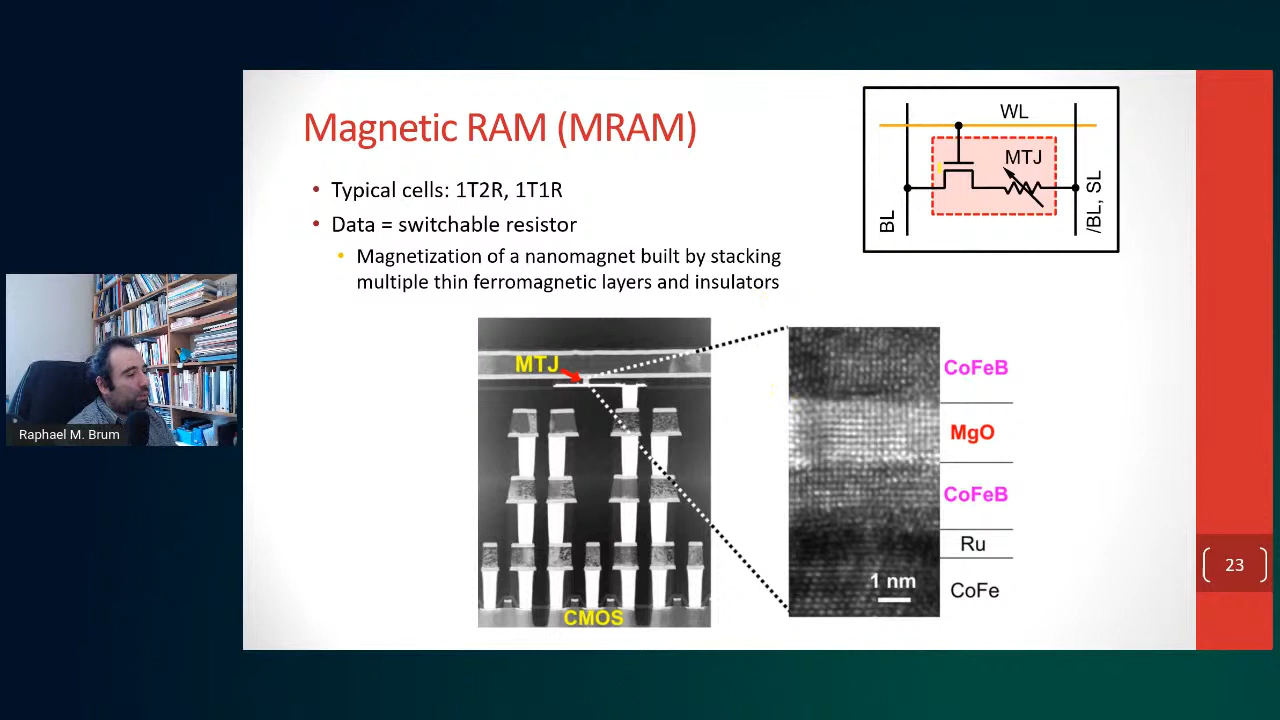 Magnetic RAM (MRAM)
• Typical cells: 1T2R, 1T1R
• Data = switchable resistor
• Magnetization of a nanomagnet built by stacking
multiple thin ferromagnetic layers and insulators
WL
MTJ
BL
/BL, SL
MTJ
CMOS
CoFeB
MgO
CoFeB
Ru
1 nm
CoFe
23
Raphael M. Brum